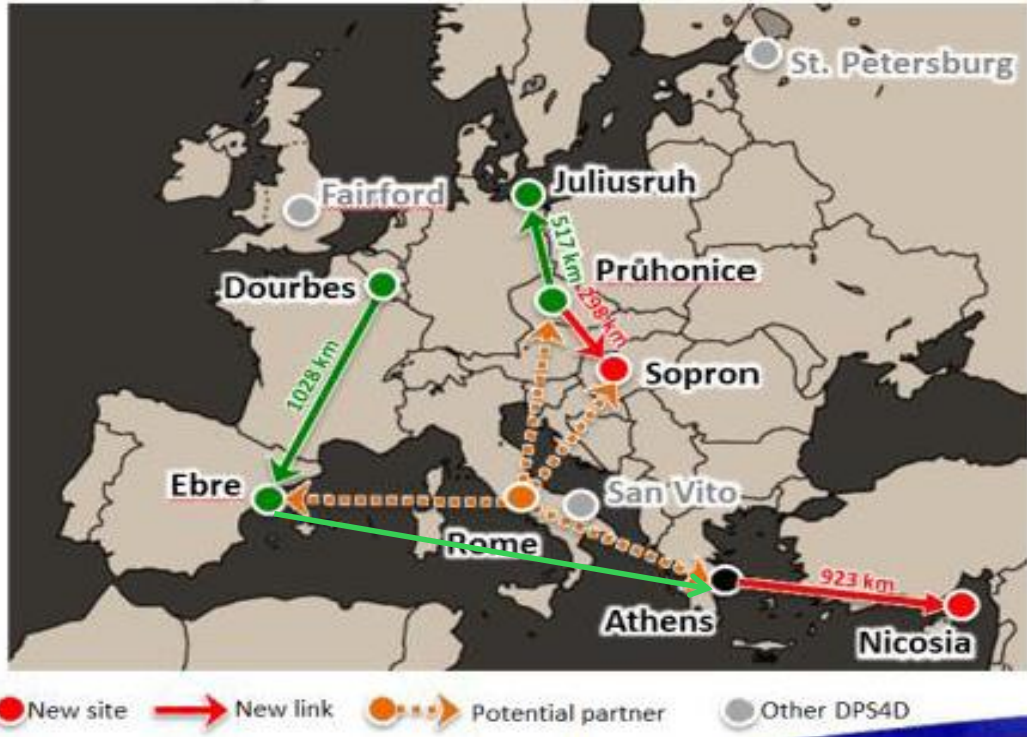 St. Petersburg
Fairford
Juliusruh
517 km
Průhonice
Dourbes
298 km
Sopron
1028 km
Ebre
San Vito
Rome
923 km
Athens
Nicosia
New site
New link
Potential partner
Other DPS4D